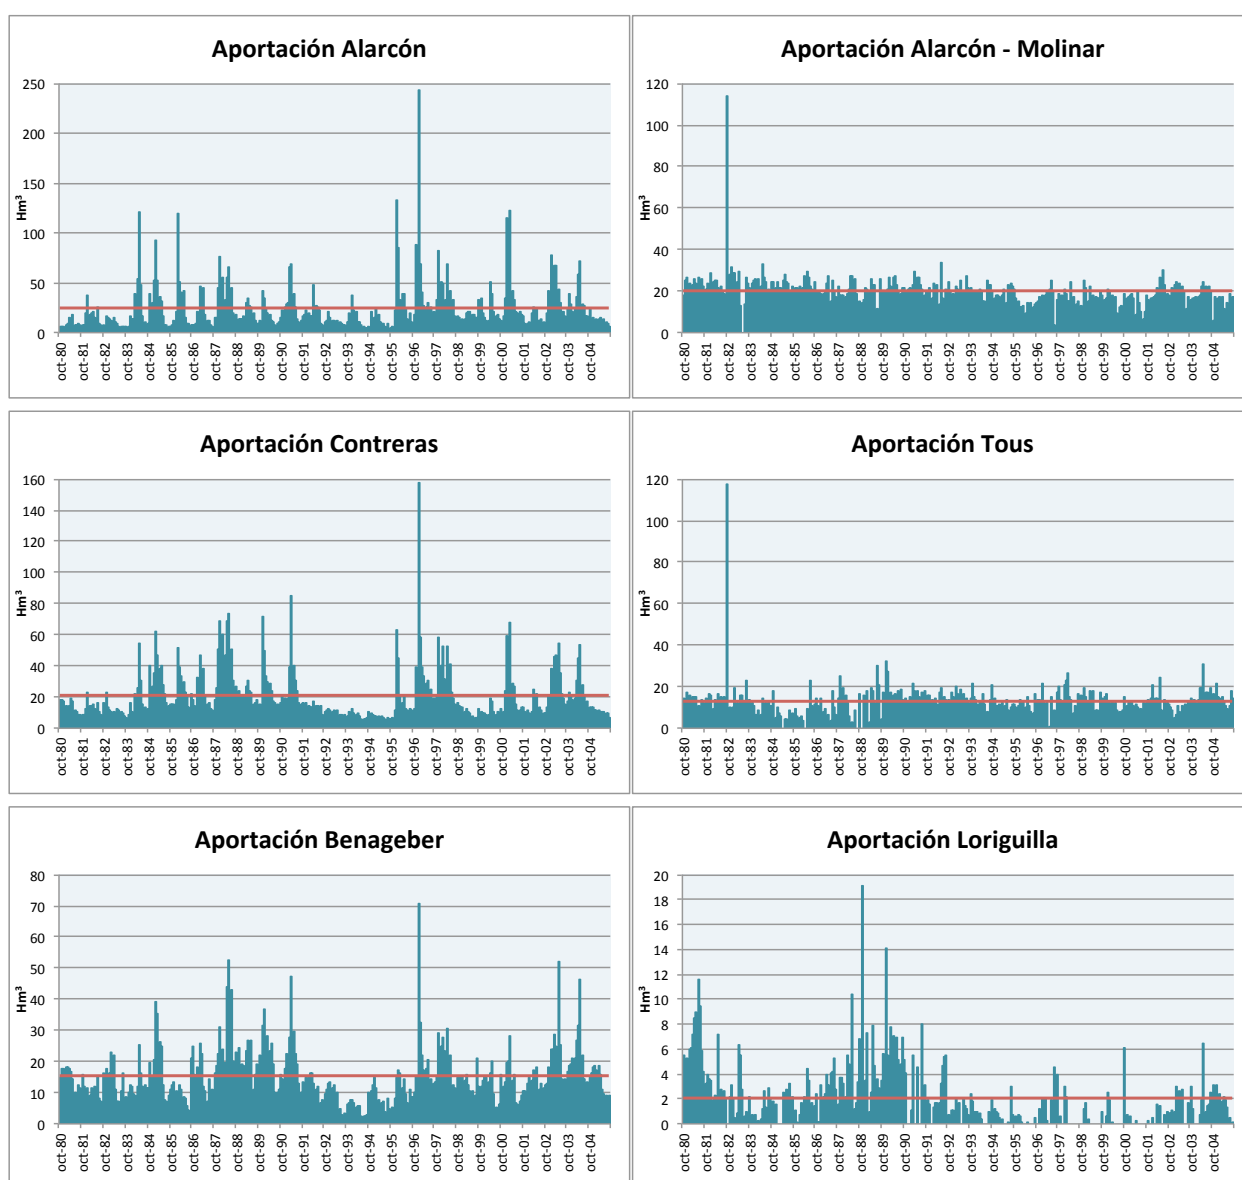 Aportación Alarcón
250
200
150
100
50
0
Hm³
oct-80
oct-81
oct-82
oct-83
oct-84
oct-85
oct-86
oct-87
oct-88
oct-89
oct-90
oct-91
oct-92
oct-93
oct-94
oct-95
oct-96
oct-97
oct-98
oct-99
oct-00
oct-01
oct-02
oct-03
oct-04
Aportación Alarcón - Molinar
120
100
80
60
40
20
0
Hm³
oct-80
oct-81
oct-82
oct-83
oct-84
oct-85
oct-86
oct-87
oct-88
oct-89
oct-90
oct-91
oct-92
oct-93
oct-94
oct-95
oct-96
oct-97
oct-98
oct-99
oct-00
oct-01
oct-02
oct-03
oct-04
Aportación Contreras
160
140
120
100
80
60
40
20
0
Hm³
oct-80
oct-81
oct-82
oct-83
oct-84
oct-85
oct-86
oct-87
oct-88
oct-89
oct-90
oct-91
oct-92
oct-93
oct-94
oct-95
oct-96
oct-97
oct-98
oct-99
oct-00
oct-01
oct-02
oct-03
oct-04
Aportación Tous
120
100
80
60
40
20
0
Hm³
oct-80
oct-81
oct-82
oct-83
oct-84
oct-85
oct-86
oct-87
oct-88
oct-89
oct-90
oct-91
oct-92
oct-93
oct-94
oct-95
oct-96
oct-97
oct-98
oct-99
oct-00
oct-01
oct-02
oct-03
oct-04
Aportación Benageber
80
70
60
50
40
30
20
10
0
Hm³
oct-80
oct-81
oct-82
oct-83
oct-84
oct-85
oct-86
oct-87
oct-88
oct-89
oct-90
oct-91
oct-92
oct-93
oct-94
oct-95
oct-96
oct-97
oct-98
oct-99
oct-00
oct-01
oct-02
oct-03
oct-04
Aportación Loriguilla
20
18
16
14
12
10
8
6
4
2
0
Hm³
oct-80
oct-81
oct-82
oct-83
oct-84
oct-85
oct-86
oct-87
oct-88
oct-89
oct-90
oct-91
oct-92
oct-93
oct-94
oct-95
oct-96
oct-97
oct-98
oct-99
oct-00
oct-01
oct-02
oct-03
oct-04